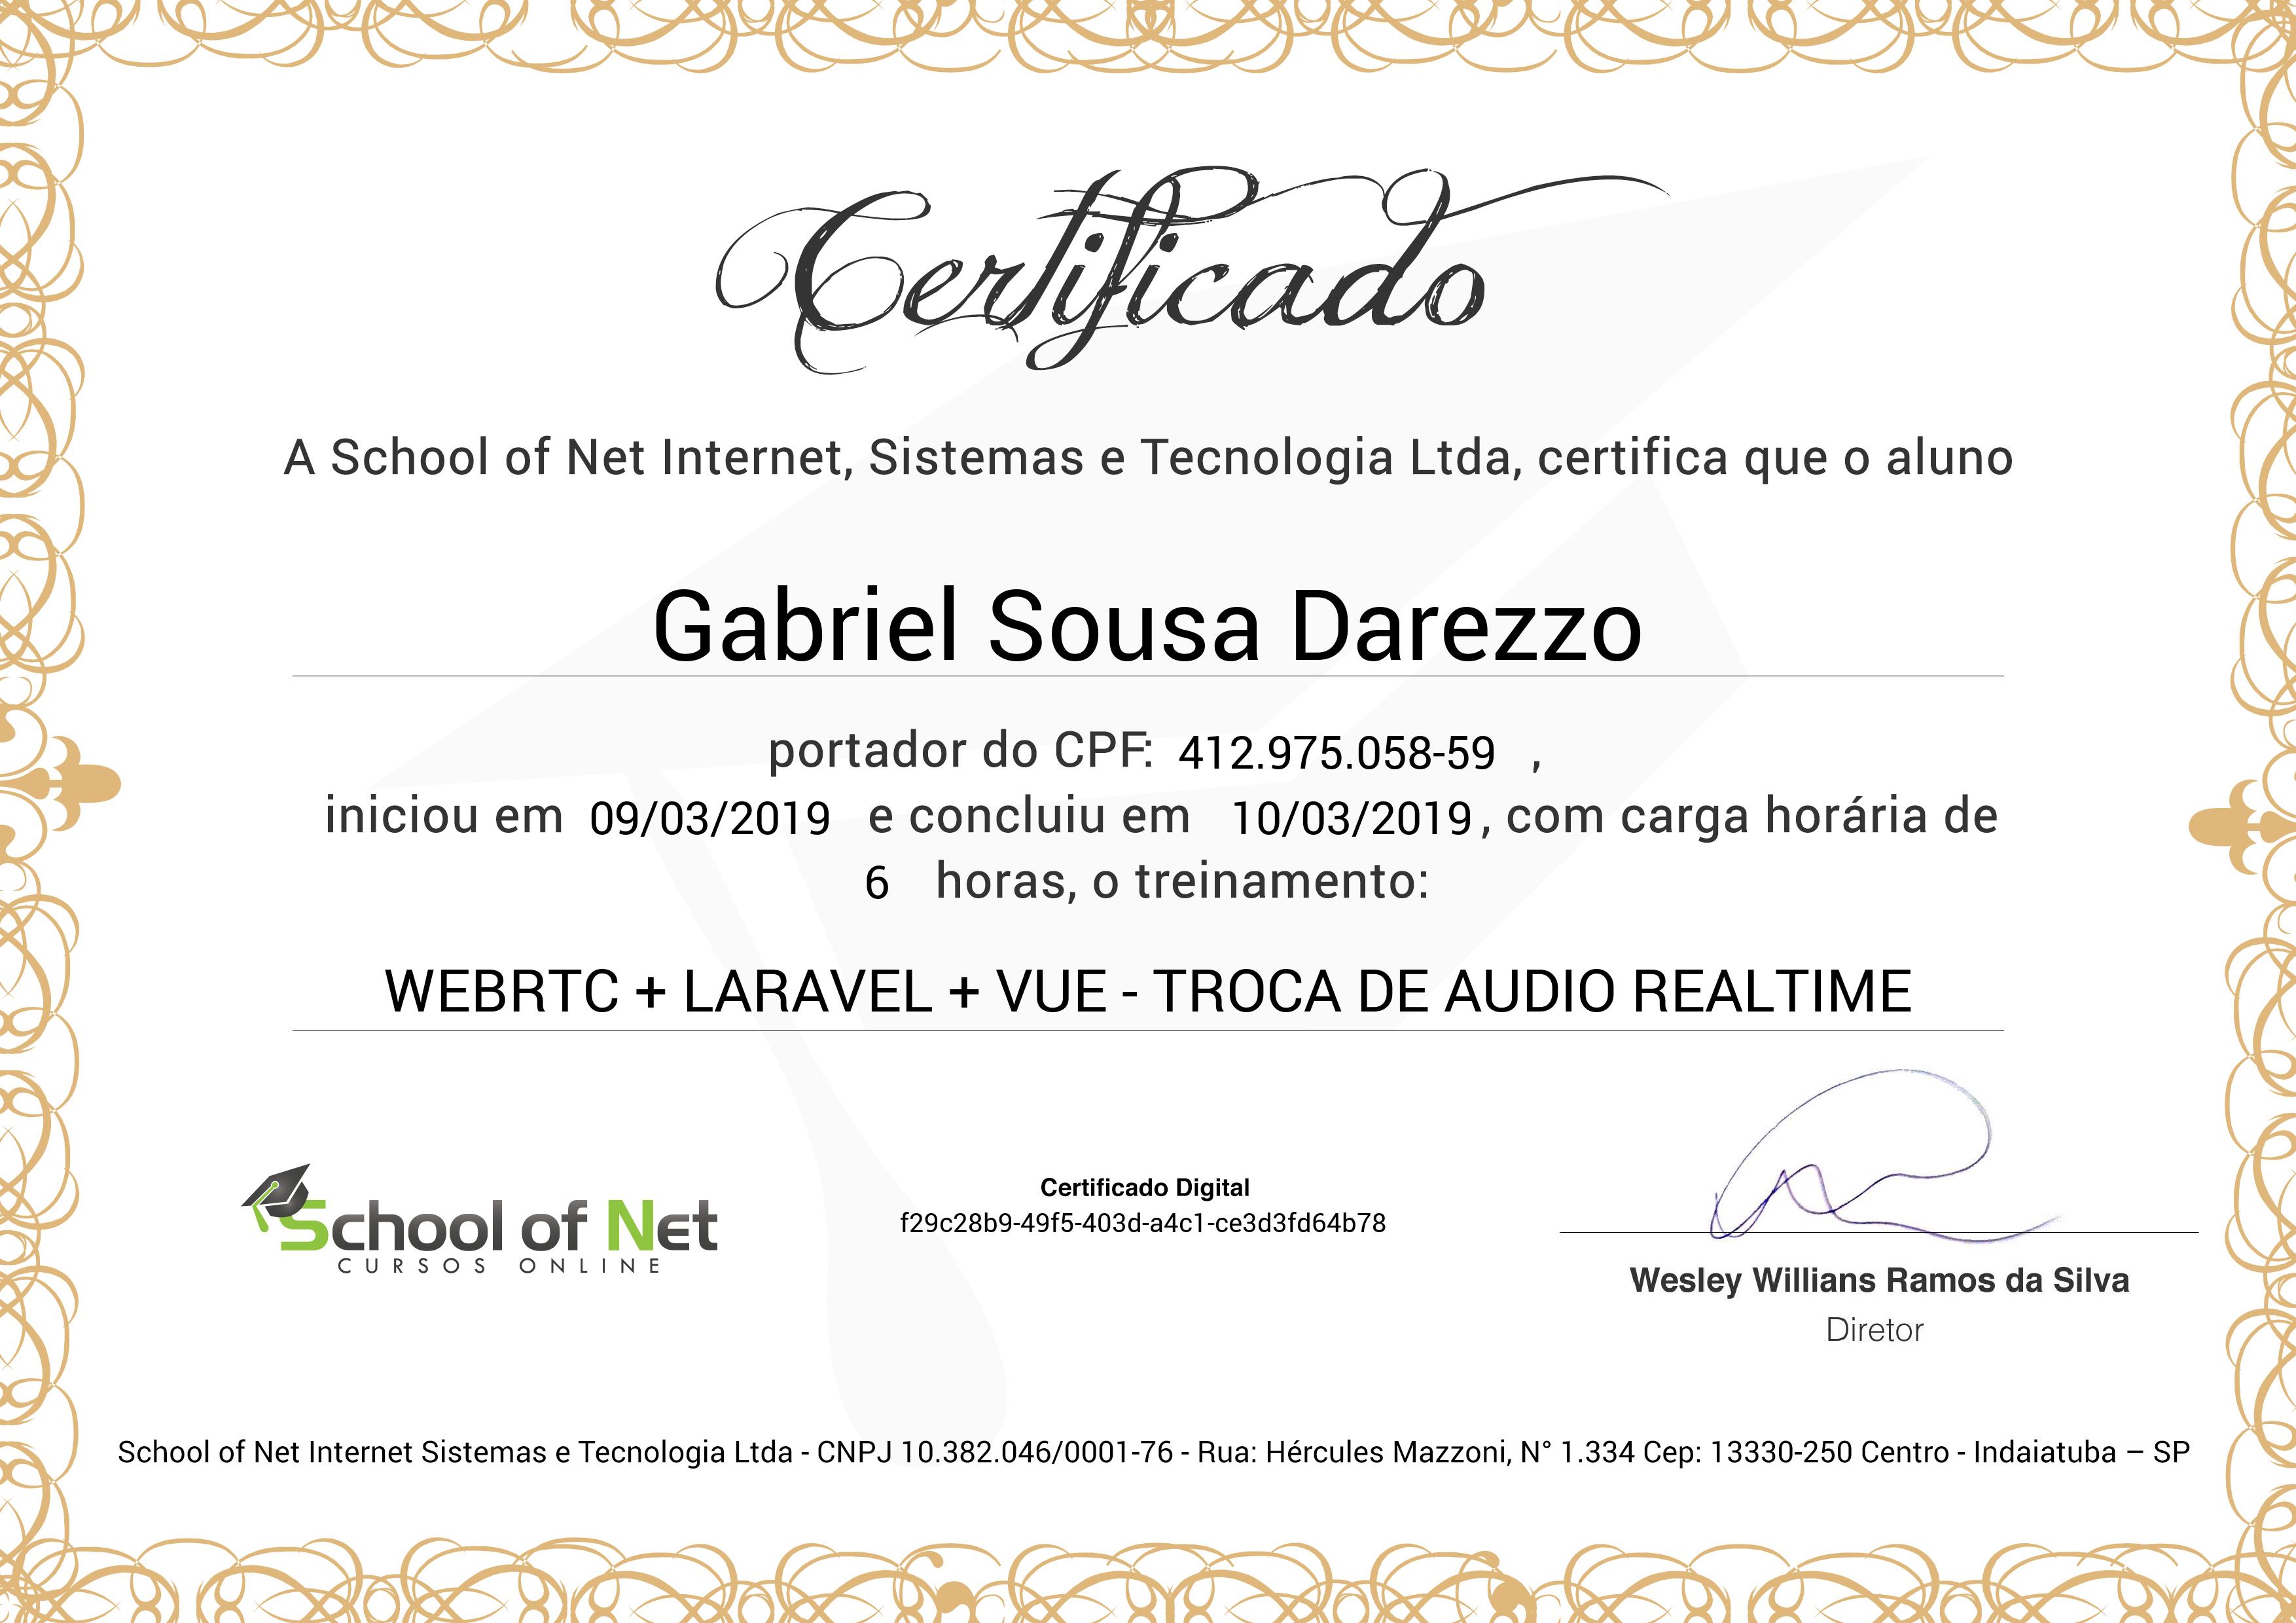 Certificado
A School of Net Internet, Sistemas e Tecnologia Ltda, certifica que o aluno
Gabriel Sousa Darezzo
portador do CPF: 412.975.058-59 ,
iniciou em 09/03/2019 e concluiu em 10/03/2019, com carga horária de
6 horas, o treinamento:
WEBRTC + LARAVEL + VUE - TROCA DE AUDIO REALTIME
School of Net
CURSOS ONLINE
Certificado Digital
f29c28b9-49f5-403d-a4c1-ce3d3fd64b78
Wesley Willians Ramos da Silva
Diretor
School of Net Internet Sistemas e Tecnologia Ltda - CNPJ 10.382.046/0001-76 - Rua: Hércules Mazzoni, N° 1.334 Cep: 13330-250 Centro - Indaiatuba – SP